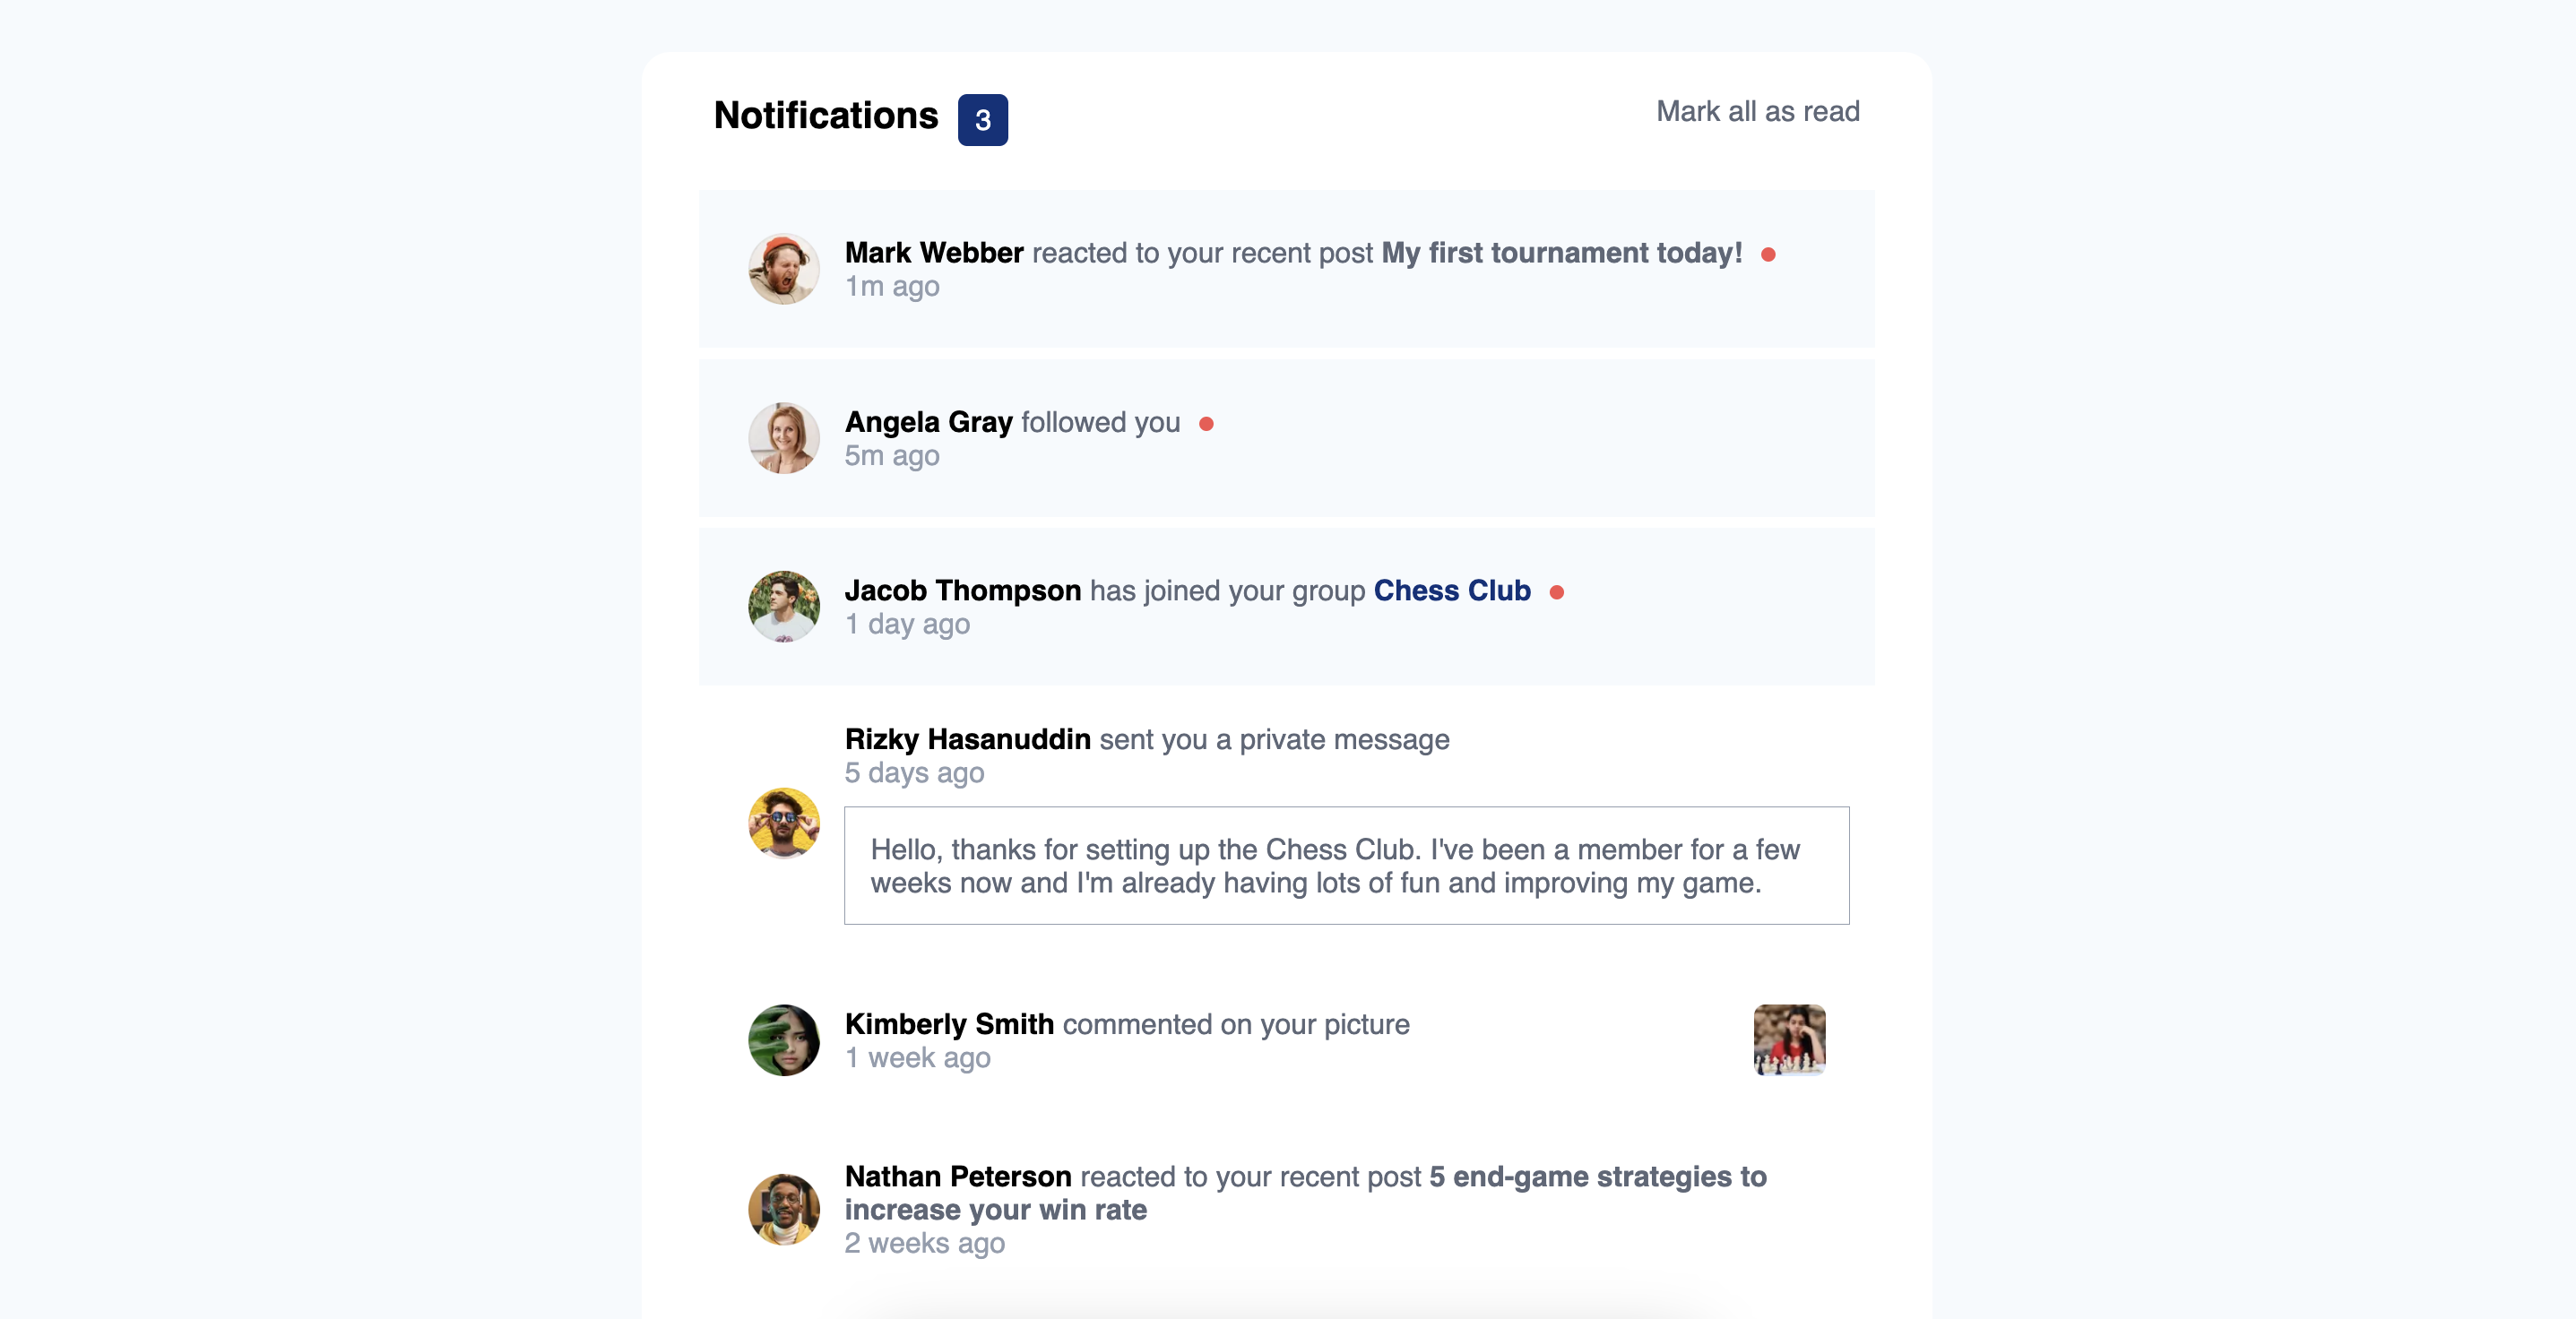 Notifications 3
Mark all as read
Mark Webber reacted to your recent post My first tournament today!
1m ago
Angela Gray followed you
5m ago
Jacob Thompson has joined your group Chess Club
1 day ago
Rizky Hasanuddin sent you a private message
5 days ago
Hello, thanks for setting up the Chess Club. I've been a member for a few
weeks now and I'm already having lots of fun and improving my game.
Kimberly Smith commented on your picture
1 week ago
Nathan Peterson reacted to your recent post 5 end-game strategies to
increase your win rate
2 weeks ago